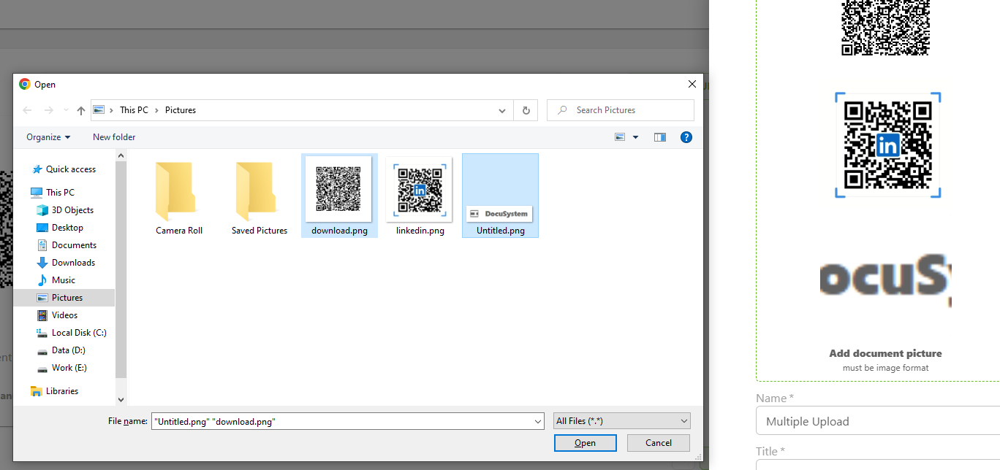 Open
This PC
Pictures
Search Pictures
Organize
New folder
?
Quick access
This PC
3D Objects
Desktop
Documents
Downloads
Music
Pictures
Videos
Local Disk (C:)
Data (D:)
Work (E:)
Libraries
Camera Roll
Saved Pictures
download.png
in
linkedin.png
DocuSystem
Untitled.png
File name:
"Untitled.png" "download.png"
All Files (*.*)
Open
Cancel
in
ocuS
Add document picture
must be image format
Name *
Multiple Upload
Title *